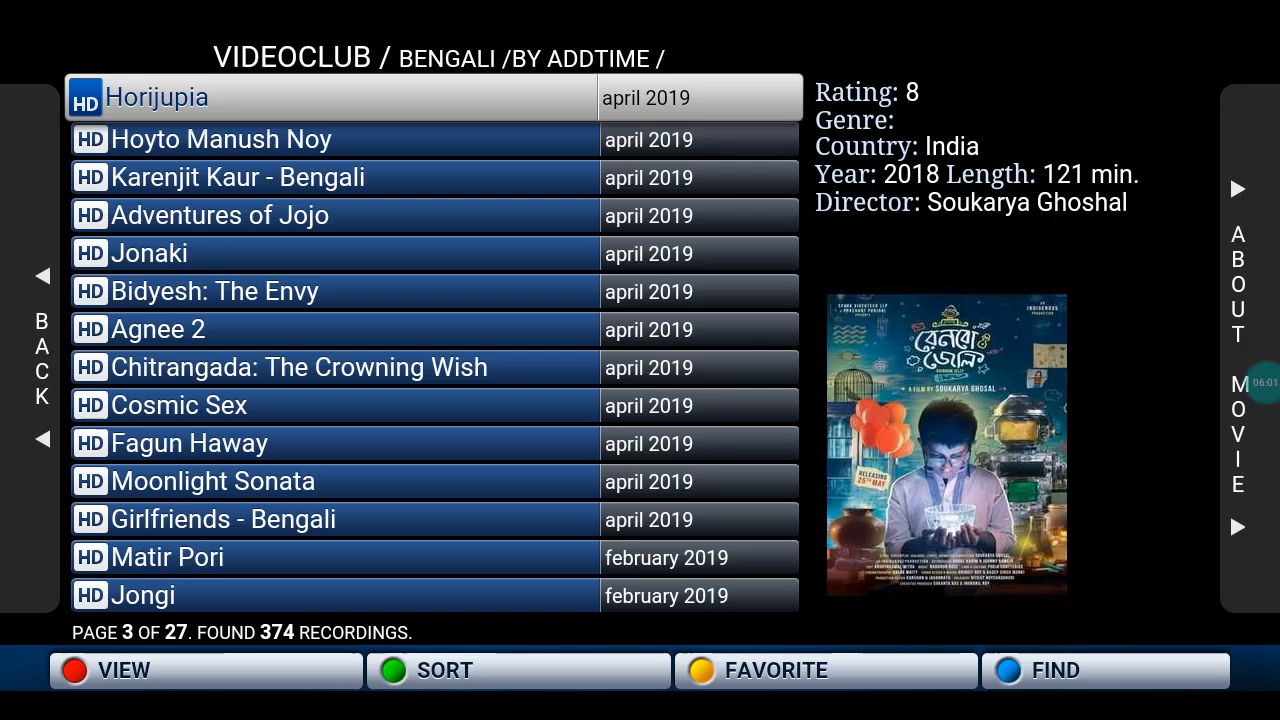 VIDEOCLUB / BENGALI /BY ADDTIME /
HD Horijupia april 2019
HD Hoyto Manush Noy april 2019
HD Karenjit Kaur - Bengali april 2019
HD Adventures of Jojo april 2019
HD Jonaki april 2019
HD Bidyesh: The Envy april 2019
HD Agnee 2 april 2019
HD Chitrangada: The Crowning Wish april 2019
HD Cosmic Sex april 2019
HD Fagun Haway april 2019
HD Moonlight Sonata april 2019
HD Girlfriends - Bengali april 2019
HD Matir Pori february 2019
HD Jongi february 2019
PAGE 3 OF 27. FOUND 374 RECORDINGS.
BACK
Rating: 8
Genre:
Country: India
Year: 2018 Length: 121 min.
Director: Soukarya Ghoshal
রেনবো
জেলি
RAINBOW JELLY
A FILM BY SOUKARYA GHOSAL
RELEASING
25TH MAY
ABOUT MOVIE
06:01
VIEW SORT FAVORITE FIND